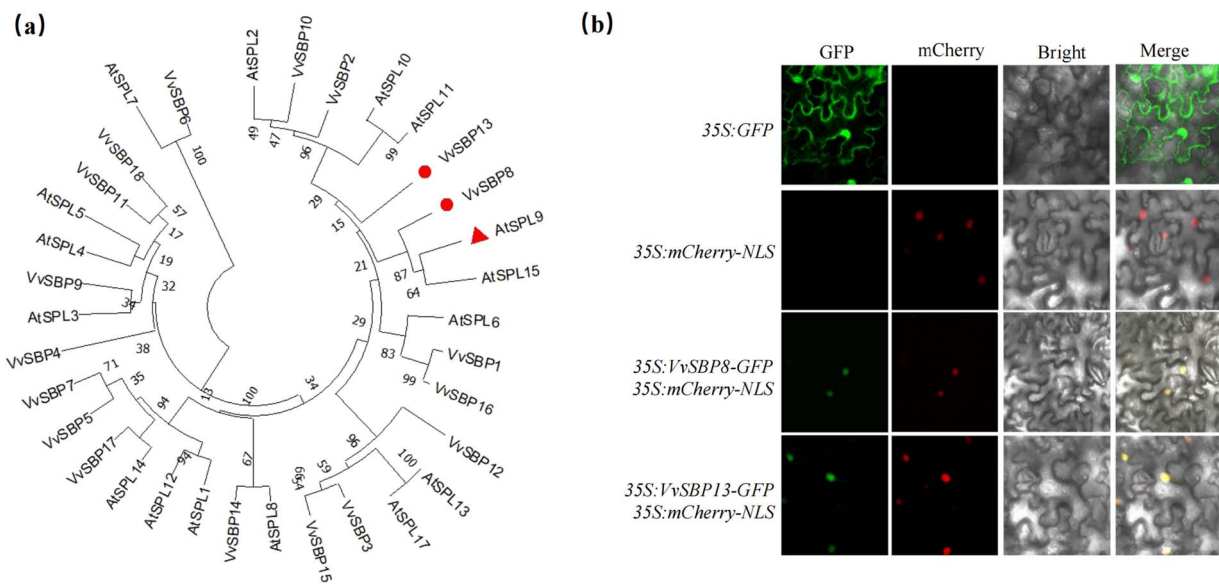 (a)
AtSPL2
VvSBP10
VvSBP2
AtSPL10
AtSPL11
VvSBP13
VvSBP8
AtSPL9
AtSPL15
AtSPL6
VvSBP1
VvSBP16
VvSBP12
AtSPL13
AtSPL17
VvSBP3
VvSBP15
AtSPL8
VvSBP14
AtSPL1
AtSPL12
AtSPL14
VvSBP17
VvSBP5
VvSBP7
VvSBP4
AtSPL3
VvSBP9
AtSPL4
AtSPL5
VvSBP11
VvSBP18
AtSPL7
VvSBP6
49
47
96
99
29
15
21
87
64
29
83
99
34
96
100
59
67
100
13
94
94
35
71
38
34
32
19
17
57
100
(b)
GFP mCherry Bright Merge
35S:GFP
35S:mCherry-NLS
35S:VvSBP8-GFP
35S:mCherry-NLS
35S:VvSBP13-GFP
35S:mCherry-NLS